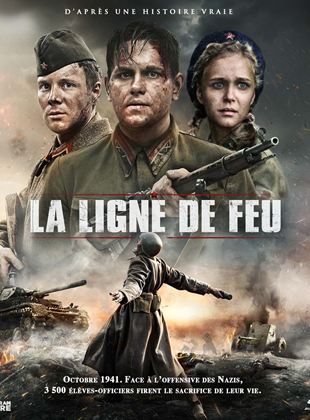 D'APRÈS UNE HISTOIRE VRAIE
LA LIGNE DE FEU
OCTOBRE 1941. FACE À L'OFFENSIVE DES NAZIS,
3 500 ÉLÈVES-OFFICIERS FIRENT LE SACRIFICE DE LEUR VIE.